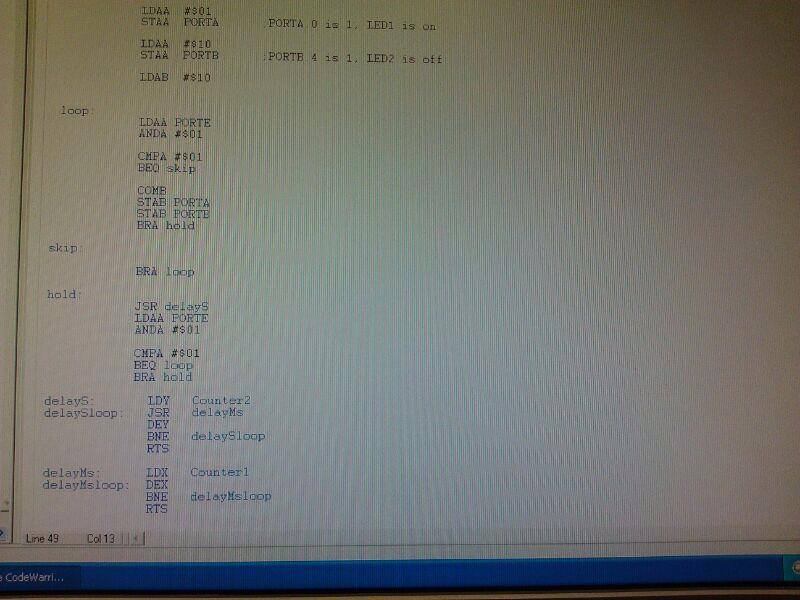 LDAA #$01
STAA PORTA ;PORTA.0 is 1, LED1 is on
LDAA #$10
STAA PORTB ;PORTB.4 is 1, LED2 is off
LDAB #$10
loop:
LDAA PORTE
ANDA #$01
CMPA #$01
BEQ skip
COMB
STAB PORTA
STAB PORTB
BRA hold
skip:
BRA loop
hold:
JSR delayS
LDAA PORTE
ANDA #$01
CMPA #$01
BEQ loop
BRA hold
delayS: LDY Counter2
delaySloop: JSR delayMs
DEY
BNE delaySloop
RTS
delayMs: LDX Counter1
delayMsloop: DEX
BNE delayMsloop
RTS
Line 49 Col 13
CodeWarri...